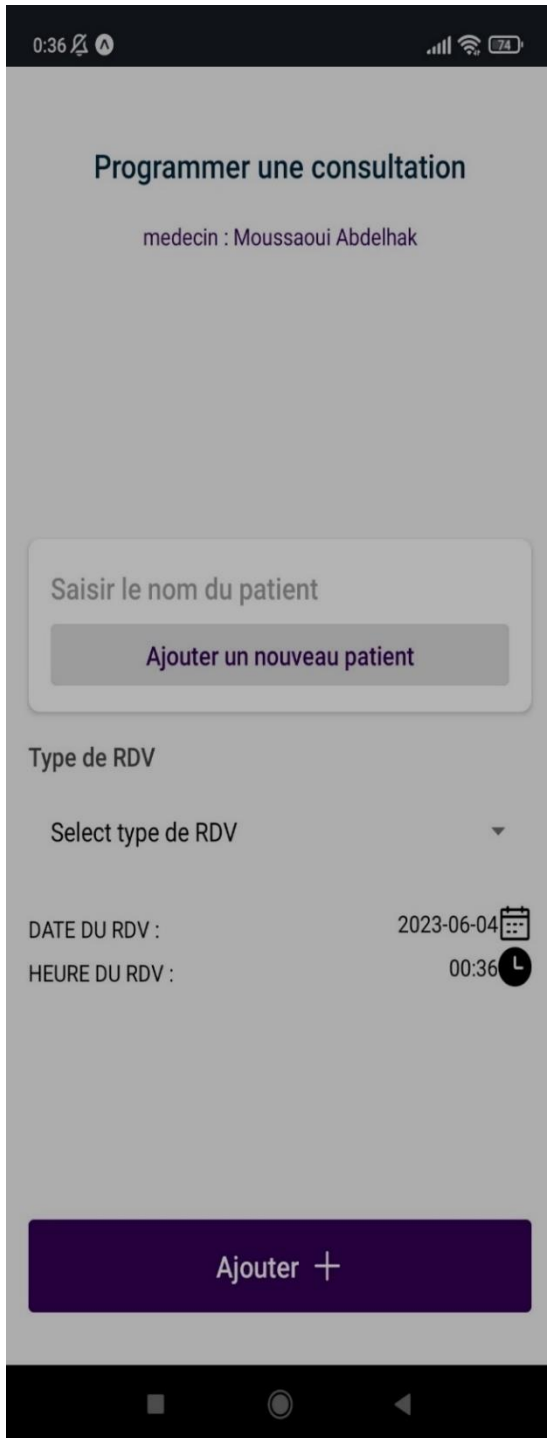 0:36
74
Programmer une consultation
medecin : Moussaoui Abdelhak
Saisir le nom du patient
Ajouter un nouveau patient
Type de RDV
Select type de RDV
DATE DU RDV : 2023-06-04
HEURE DU RDV : 00:36
Ajouter +